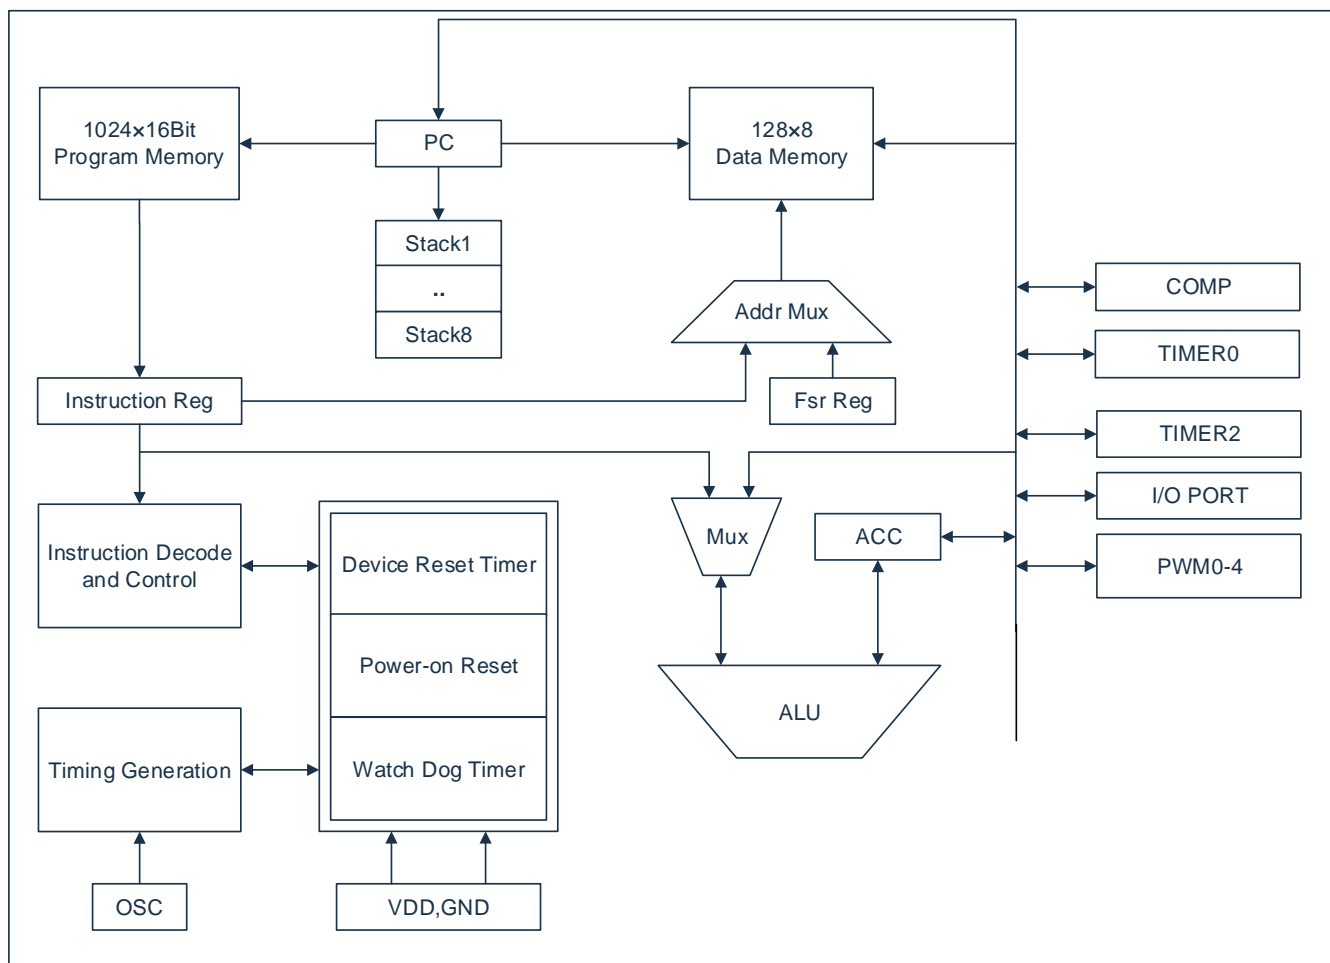 1024×16Bit
Program Memory
PC
128×8
Data Memory
Stack1
..
Stack8
Addr Mux
COMP
TIMER0
Instruction Reg
Fsr Reg
TIMER2
I/O PORT
Instruction Decode
and Control
Device Reset Timer
Mux
ACC
PWM0-4
Power-on Reset
ALU
Timing Generation
Watch Dog Timer
OSC
VDD,GND